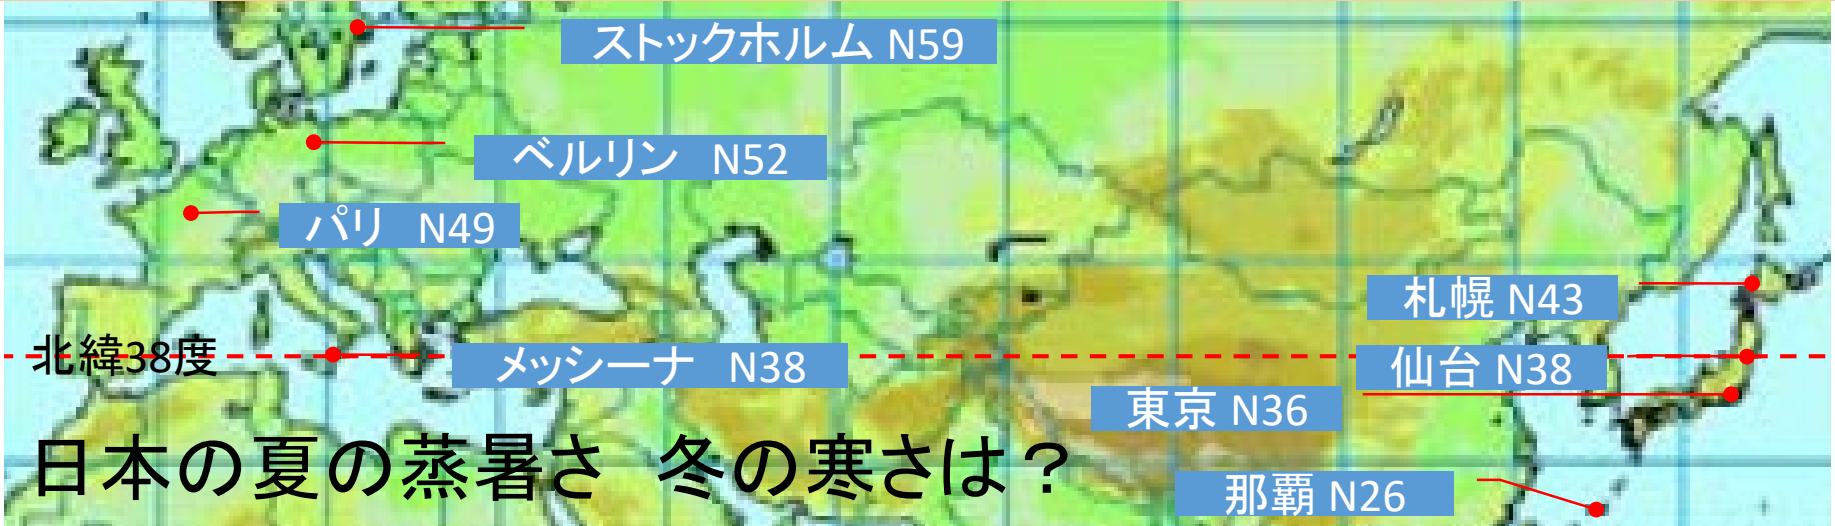 ストックホルム N59
ベルリン N52
パリ N49
札幌 N43
北緯38度
メッシーナ N38
仙台 N38
東京 N36
日本の夏の蒸暑さ 冬の寒さは？
那覇 N26